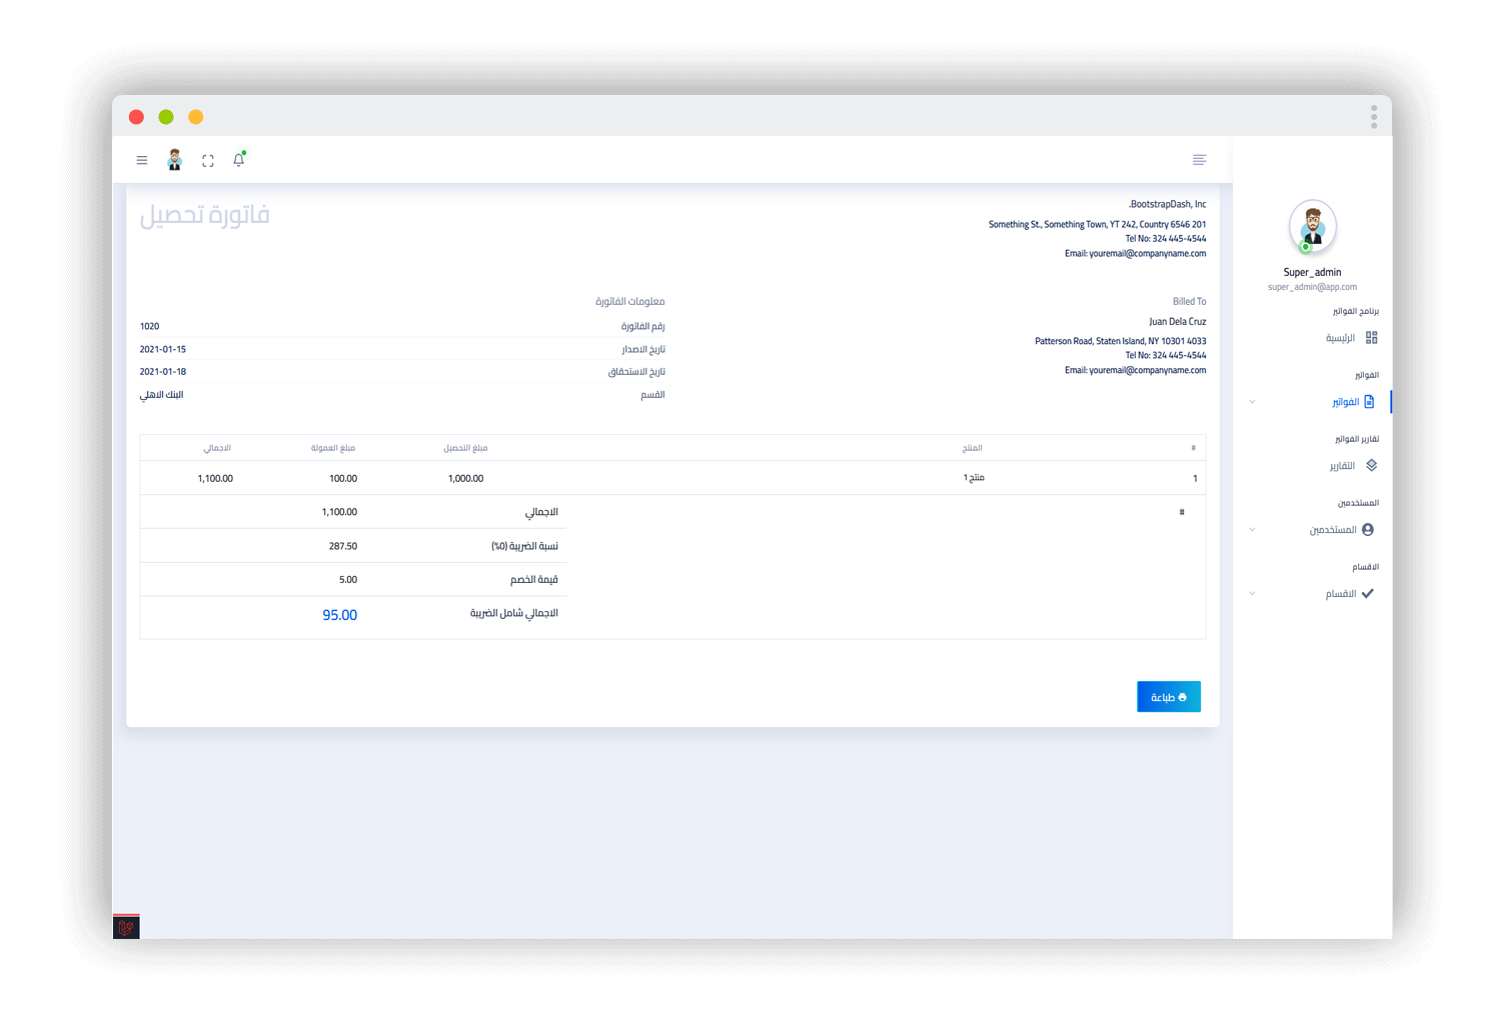 BootstrapDash, Inc.
201 Something St., Something Town, YT 242, Country 6546
Tel No: 324 445-4544
Email: youremail@companyname.com
فاتورة تحصيل
Billed To
Juan Dela Cruz
4033 Patterson Road, Staten Island, NY 10301
Tel No: 324 445-4544
Email: youremail@companyname.com
معلومات الفاتورة
رقم الفاتورة 1020
تاريخ الاصدار 2021-01-15
تاريخ الاستحقاق 2021-01-18
القسم البنك الاهلي
# المنتج مبلغ التحصيل مبلغ العمولة الاجمالي
1 منتج 1 1,000.00 100.00 1,100.00
#
الاجمالي 1,100.00
نسبة الضريبة (0%) 287.50
قيمة الخصم 5.00
الاجمالي شامل الضريبة 95.00
طباعة
Super_admin
super_admin@app.com
برنامج الفواتير
الرئيسية
الفواتير
الفواتير
تقارير الفواتير
التقارير
المستخدمين
المستخدمين
الاقسام
الاقسام